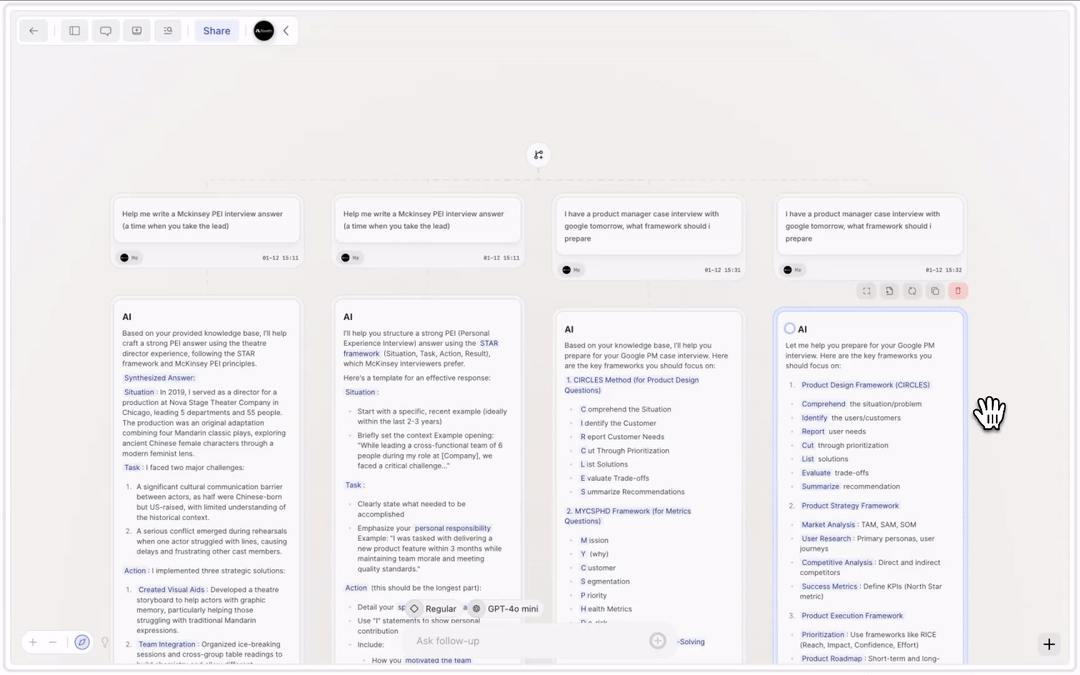 Share
Help me write a Mckinsey PEI interview answer
(a time when you take the lead)
Me
01-12 15:11
AI
Based on your provided knowledge base, I'll help
craft a strong PEI answer using the theatre
director experience, following the STAR
framework and McKinsey PEI principles.
Synthesized Answer:
Situation : In 2019, I served as a director for a
production at Nova Stage Theater Company in
Chicago, leading 5 departments and 55 people.
The production was an original adaptation
combining four Mandarin classic plays, exploring
ancient Chinese female characters through a
modern feminist lens.
Task : I faced two major challenges:
1. A significant cultural communication barrier
between actors, as half were Chinese-born
but US-raised, with limited understanding of
the historical context.
2. A serious conflict emerged during rehearsals
when one actor struggled with lines, causing
delays and frustrating other cast members.
Action : I implemented three strategic solutions:
1. Created Visual Aids : Developed a theatre
storyboard to help actors with graphic
memory, particularly helping those
struggling with traditional Mandarin
expressions.
2. Team Integration : Organized ice-breaking
sessions and cross-group table readings to
Help me write a Mckinsey PEI interview answer
(a time when you take the lead)
Me
01-12 15:11
AI
I'll help you structure a strong PEI (Personal
Experience Interview) answer using the STAR
framework (Situation, Task, Action, Result),
which McKinsey interviewers prefer.
Here's a template for an effective response:
Situation :
Start with a specific, recent example (ideally
within the last 2-3 years)
Briefly set the context Example opening:
"While leading a cross-functional team of 6
people during my role at [Company], we
faced a critical challenge..."
Task :
Clearly state what needed to be
accomplished
Emphasize your personal responsibility
Example: "I was tasked with delivering a
new product feature within 3 months while
maintaining team morale and meeting
quality standards."
Action (this should be the longest part):
Detail your
Use "I" statements to show personal
contribution
Include:
How you motivated the team
I have a product manager case interview with
google tomorrow, what framework should i
prepare
Me
01-12 15:31
AI
Based on your knowledge base, I'll help you
prepare for your Google PM case interview. Here
are the key frameworks you should focus on:
1. CIRCLES Method (for Product Design
Questions)
C omprehend the Situation
I dentify the Customer
R eport Customer Needs
C ut Through Prioritization
L ist Solutions
E valuate Trade-offs
S ummarize Recommendations
2. MYCSPHD Framework (for Metrics
Questions)
M ission
Y (why)
C ustomer
S egmentation
P riority
H ealth Metrics
-Solving
I have a product manager case interview with
google tomorrow, what framework should i
prepare
Me
01-12 15:32
AI
Let me help you prepare for your Google PM
interview. Here are the key frameworks you
should focus on:
1. Product Design Framework (CIRCLES)
Comprehend the situation/problem
Identify the users/customers
Report user needs
Cut through prioritization
List solutions
Evaluate trade-offs
Summarize recommendation
2. Product Strategy Framework
Market Analysis : TAM, SAM, SOM
User Research : Primary personas, user
journeys
Competitive Analysis : Direct and indirect
competitors
Success Metrics : Define KPIs (North Star
metric)
3. Product Execution Framework
Prioritization : Use frameworks like RICE
(Reach, Impact, Confidence, Effort)
Product Roadmap : Short-term and long-
Regular
GPT-4o mini
Ask follow-up